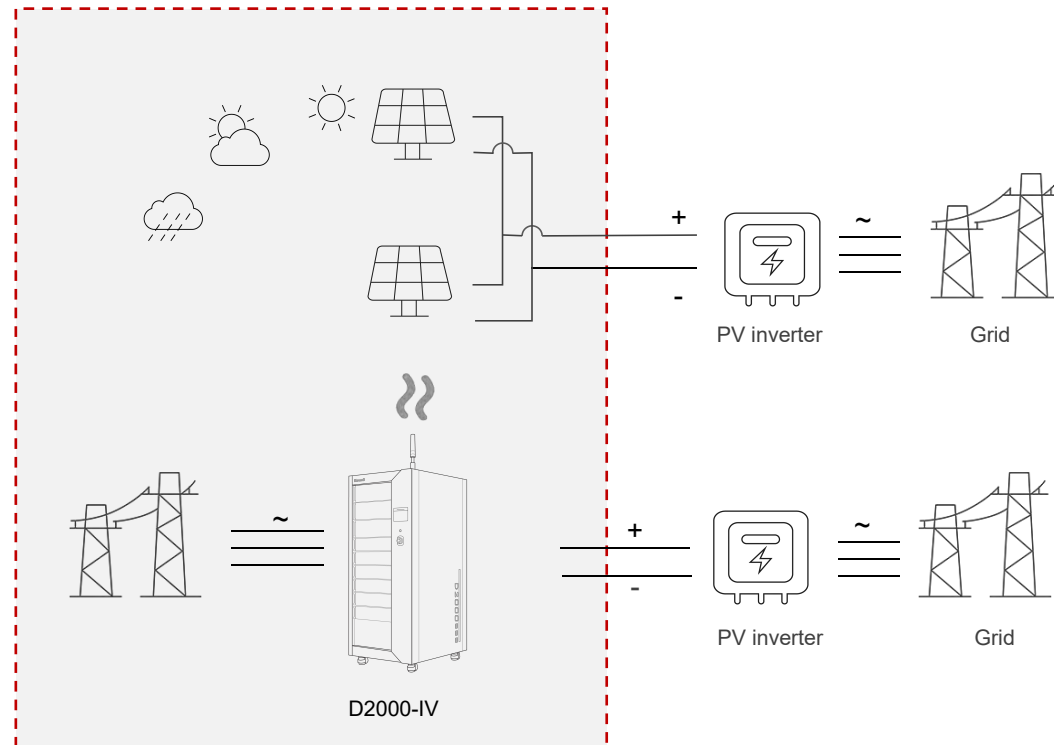 +
~
-
PV inverter
Grid
~
+
~
-
PV inverter
Grid
D2000-IV